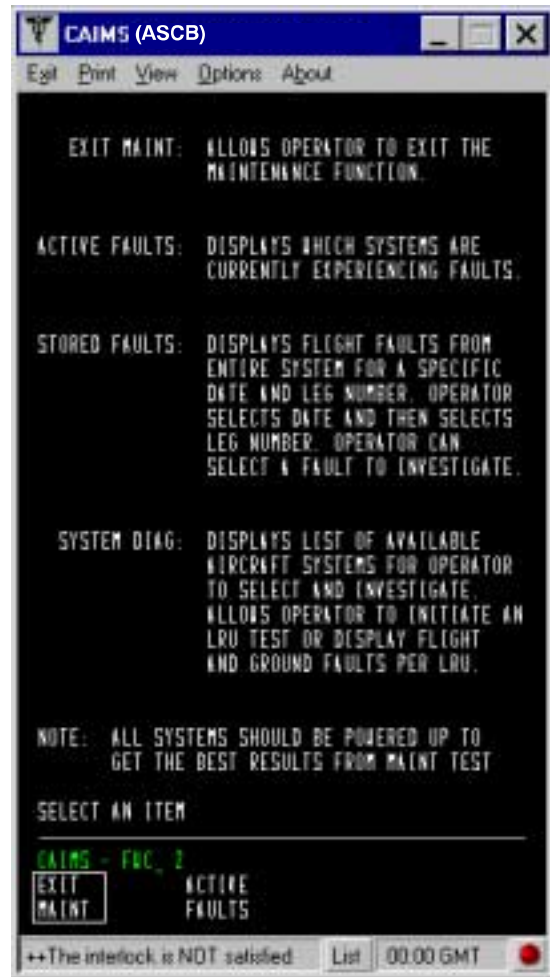 CAIMS (ASCB)
Exit Print View Options About
EXIT MAINT: ALLOWS OPERATOR TO EXIT THE
MAINTENANCE FUNCTION.
ACTIVE FAULTS: DISPLAYS WHICH SYSTEMS ARE
CURRENTLY EXPERIENCING FAULTS.
STORED FAULTS: DISPLAYS FLIGHT FAULTS FROM
ENTIRE SYSTEM FOR A SPECIFIC
DATE AND LEG NUMBER. OPERATOR
SELECTS DATE AND THEN SELECTS
LEG NUMBER. OPERATOR CAN
SELECT A FAULT TO INVESTIGATE.
SYSTEM DIAG: DISPLAYS LIST OF AVAILABLE
AIRCRAFT SYSTEMS FOR OPERATOR
TO SELECT AND INVESTIGATE.
ALLOWS OPERATOR TO INITIATE AN
LRU TEST OR DISPLAY FLIGHT
AND GROUND FAULTS PER LRU.
NOTE: ALL SYSTEMS SHOULD BE POWERED UP TO
GET THE BEST RESULTS FROM MAINT TEST
SELECT AN ITEM
CAIMS - FWC_ 2
EXIT ACTIVE
MAINT FAULTS
++The interlock is NOT satisfied List 00:00 GMT